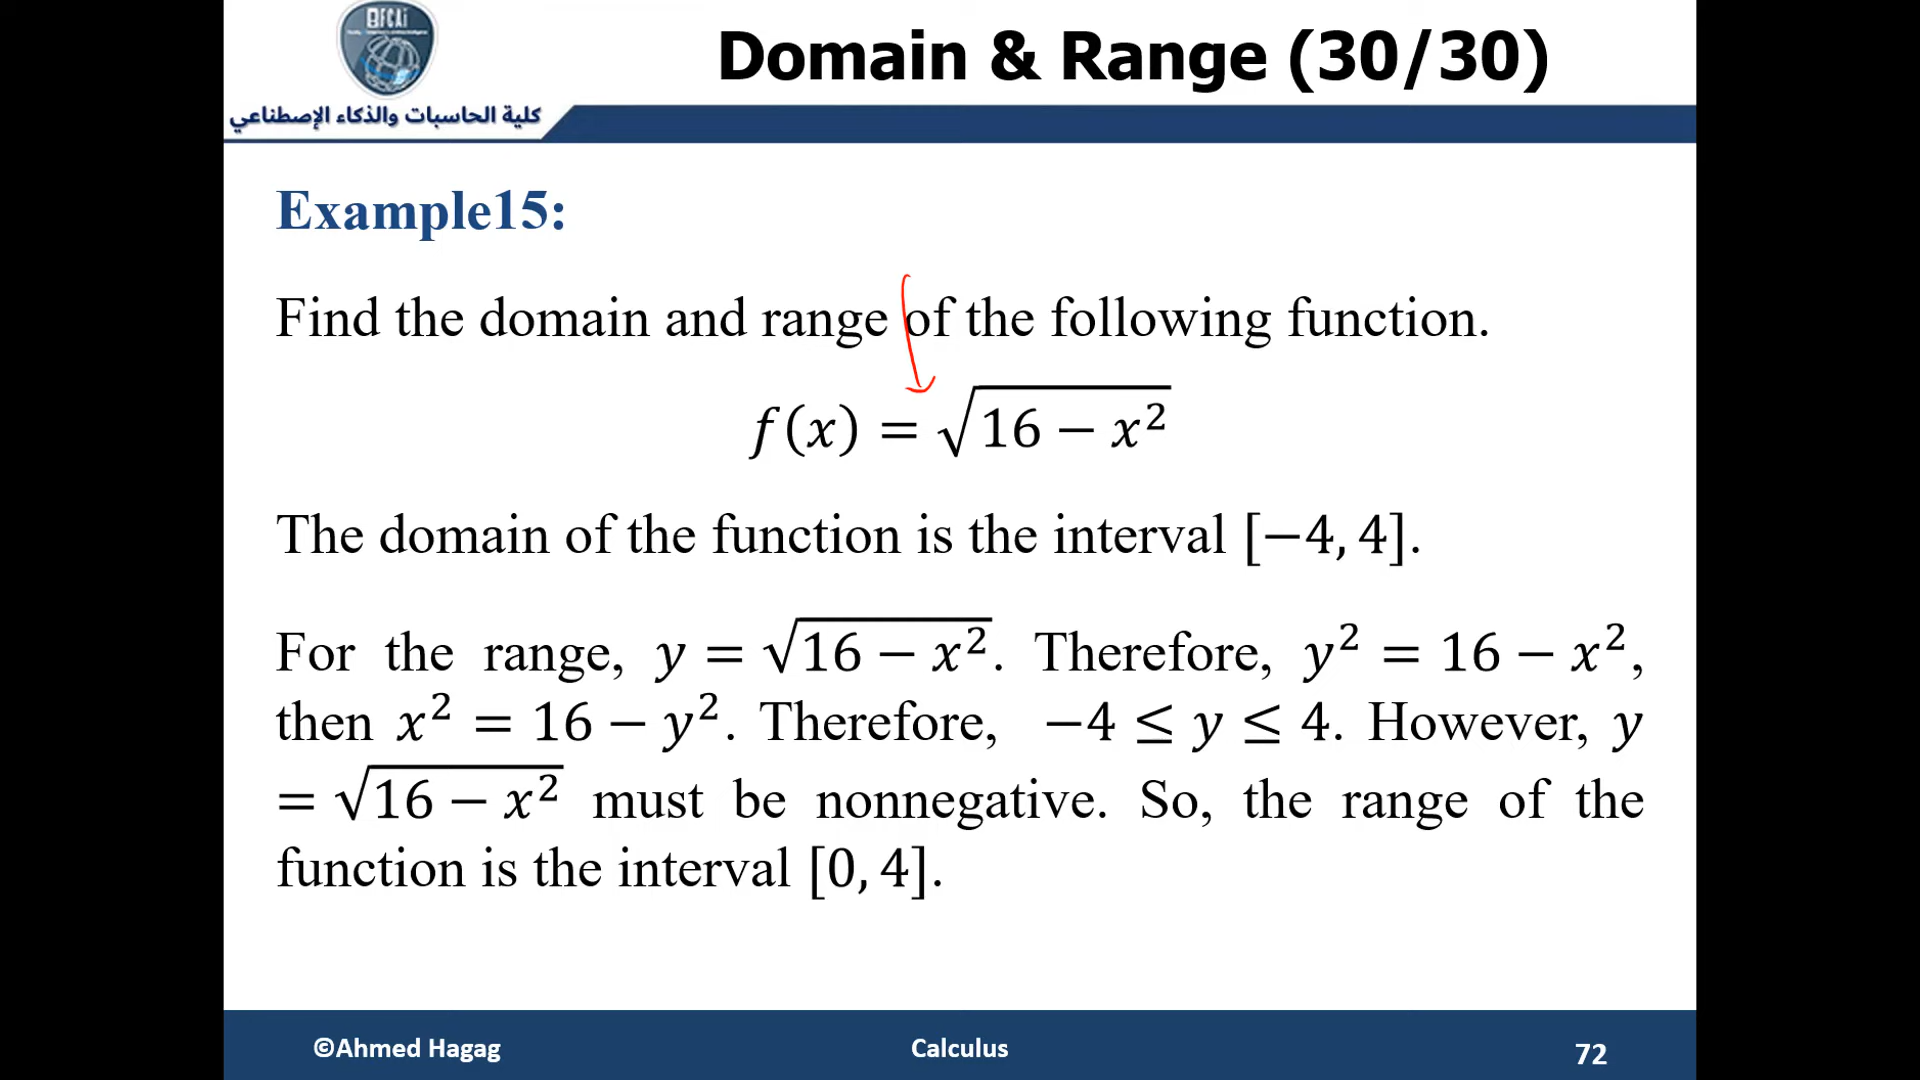 FCAi
Domain & Range (30/30)
كلية الحاسبات والذكاء الإصطناعي
Example15:
Find the domain and range of the following function.
f(x) = √(16 − x²)
The domain of the function is the interval [−4, 4].
For the range, y = √(16 − x²). Therefore, y² = 16 − x²,
then x² = 16 − y². Therefore, −4 ≤ y ≤ 4. However, y
= √(16 − x²) must be nonnegative. So, the range of the
function is the interval [0, 4].
©Ahmed Hagag
Calculus
72